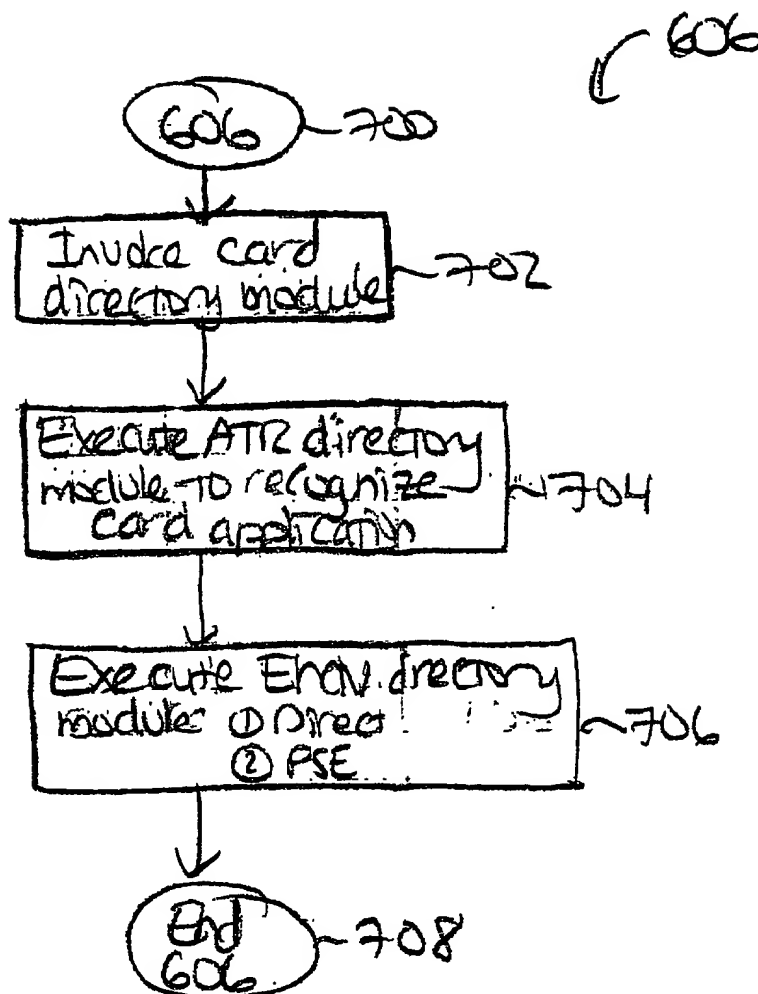 606
606 700
Invoke card
directory module 702
Execute ATR directory
module to recognize 704
card application
Execute directory
module ① Direct 706
② PSE
End
606 708